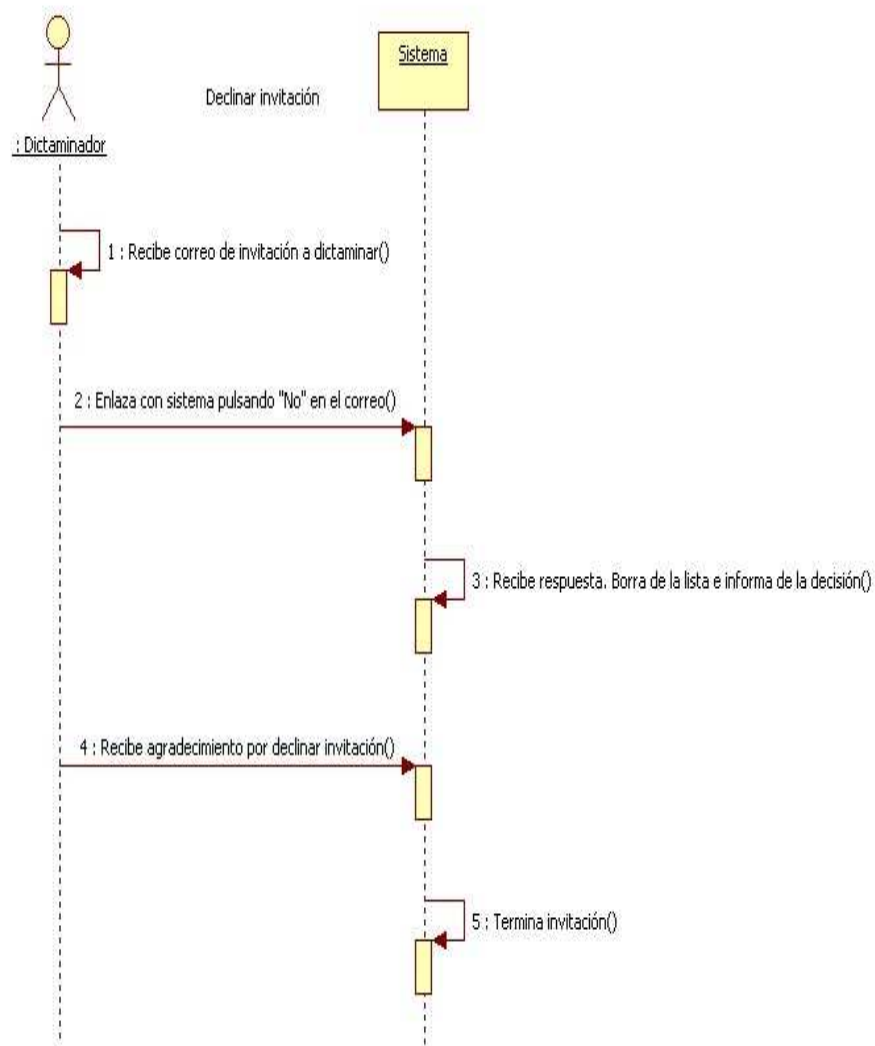 Sistema
Declinar invitación
: Dictaminador
1 : Recibe correo de invitación a dictaminar()
2 : Enlaza con sistema pulsando "No" en el correo()
3 : Recibe respuesta. Borra de la lista e informa de la decisión()
4 : Recibe agradecimiento por declinar invitación()
5 : Termina invitación()